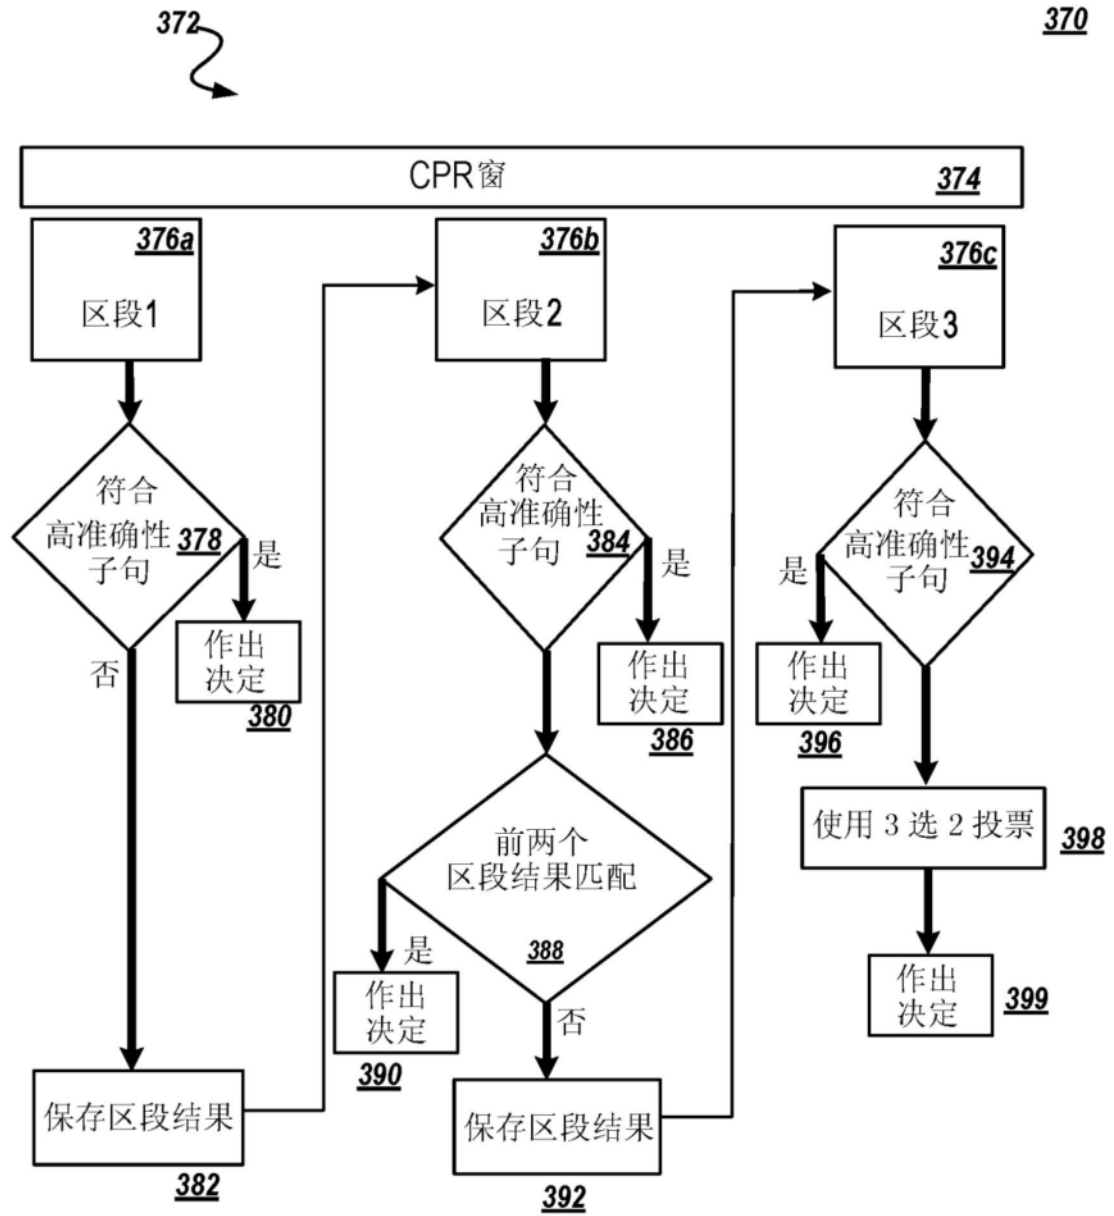 372
370
CPR窗
374
376a
区段1
符合
高准确性
子句
378
是
否
作出
决定
380
保存区段结果
382
376b
区段2
符合
高准确性
子句
384
是
作出
决定
386
前两个
区段结果匹配
388
是
否
作出
决定
390
保存区段结果
392
376c
区段3
符合
高准确性
子句
394
是
作出
决定
396
使用3选2投票
398
作出
决定
399